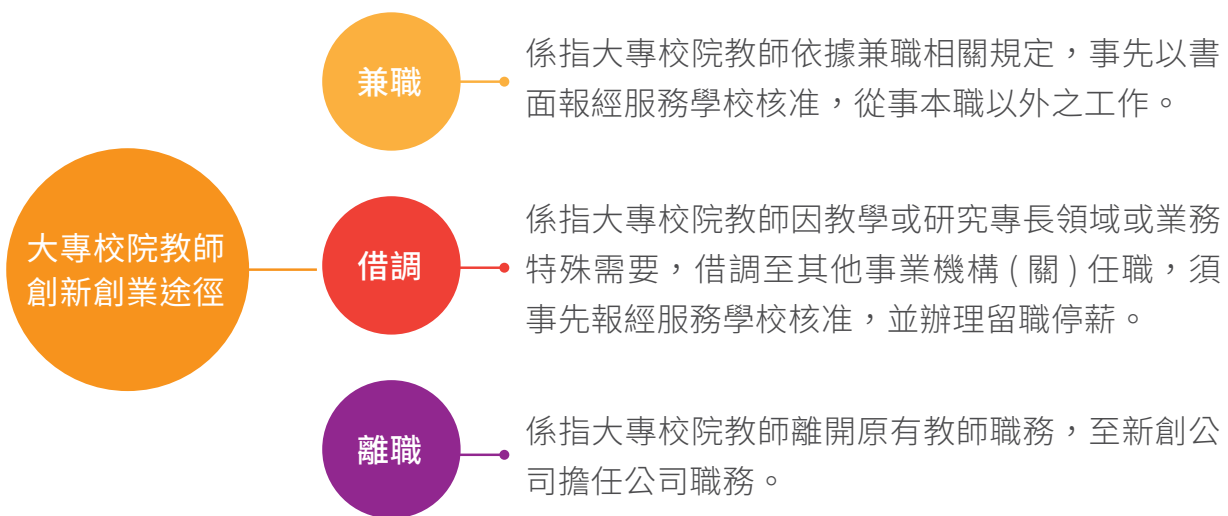 大專校院教師
創新創業途徑
兼職
係指大專校院教師依據兼職相關規定，事先以書
面報經服務學校核准，從事本職以外之工作。
借調
係指大專校院教師因教學或研究專長領域或業務
特殊需要，借調至其他事業機構 ( 關 ) 任職，須
事先報經服務學校核准，並辦理留職停薪。
離職
係指大專校院教師離開原有教師職務，至新創公
司擔任公司職務。